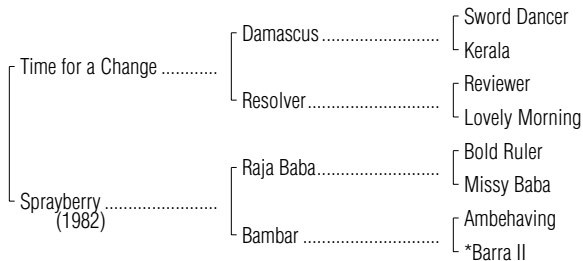 Sword Dancer
Damascus..............................
Kerala
Time for a Change ............
Reviewer
Resolver..................................
Lovely Morning
Bold Ruler
Raja Baba...............................
Missy Baba
Sprayberry ........................
(1982)
Ambehaving
Bambar ..................................
*Barra II